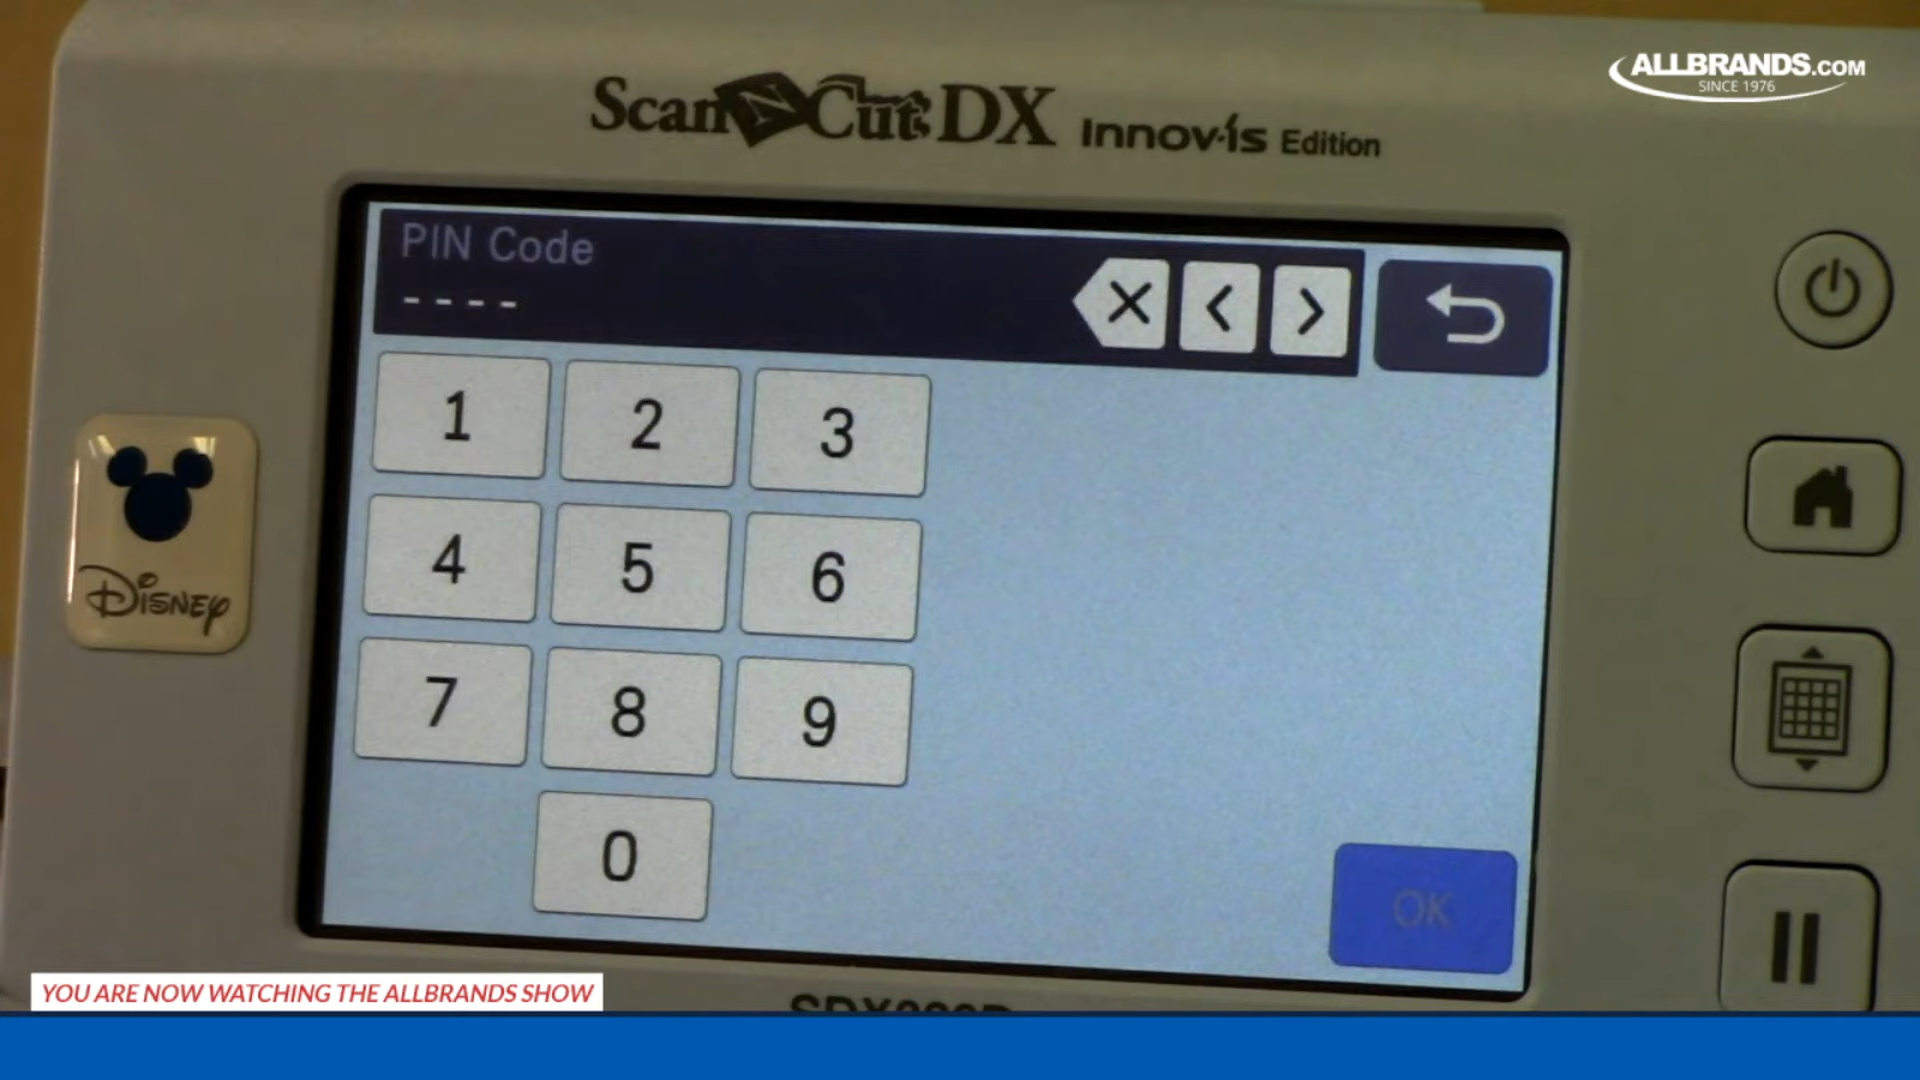 ALLBRANDS.COM
SINCE 1976
ScanNCut DX Innov-ís Edition
PIN Code
----
1 2 3
4 5 6
7 8 9
0
OK
Disney
YOU ARE NOW WATCHING THE ALLBRANDS SHOW